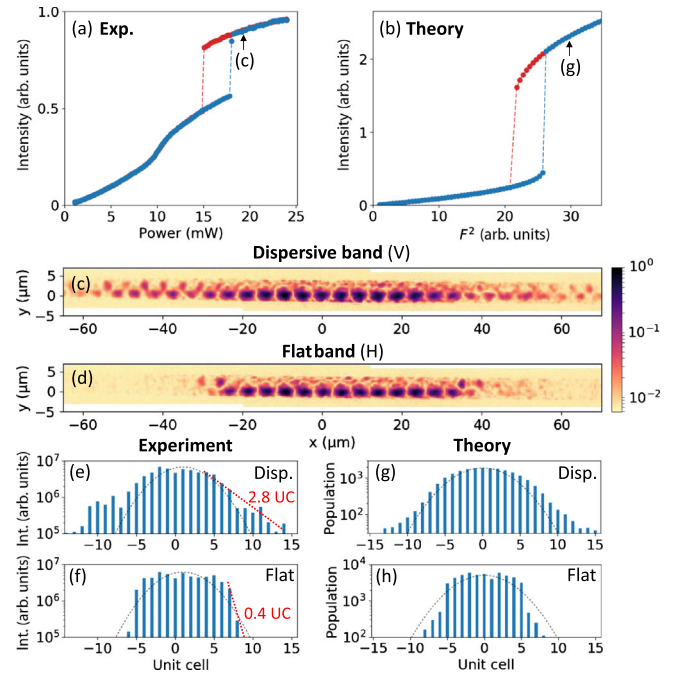 (a) Exp.
(c)
Intensity (arb. units)
1.0
0.5
0.0
0 5 10 15 20 25
Power (mW)
(b) Theory
(g)
Intensity (arb. units)
2
1
0
0 10 20 30
F² (arb. units)
Dispersive band (V)
(c)
y (μm)
5
0
−5
−60 −40 −20 0 20 40 60
Flat band (H)
(d)
y (μm)
5
0
−5
−60 −40 −20 0 20 40 60
x (μm)
10⁰
10⁻¹
10⁻²
Experiment
Theory
(e) Disp.
2.8 UC
Int. (arb. units)
10⁷
10⁶
10⁵
−10 −5 0 5 10 15
(g) Disp.
Population
10³
10²
−15 −10 −5 0 5 10 15
(f) Flat
0.4 UC
Int. (arb. units)
10⁷
10⁶
10⁵
−10 −5 0 5 10 15
Unit cell
(h) Flat
Population
10⁴
10³
10²
−15 −10 −5 0 5 10 15
Unit cell